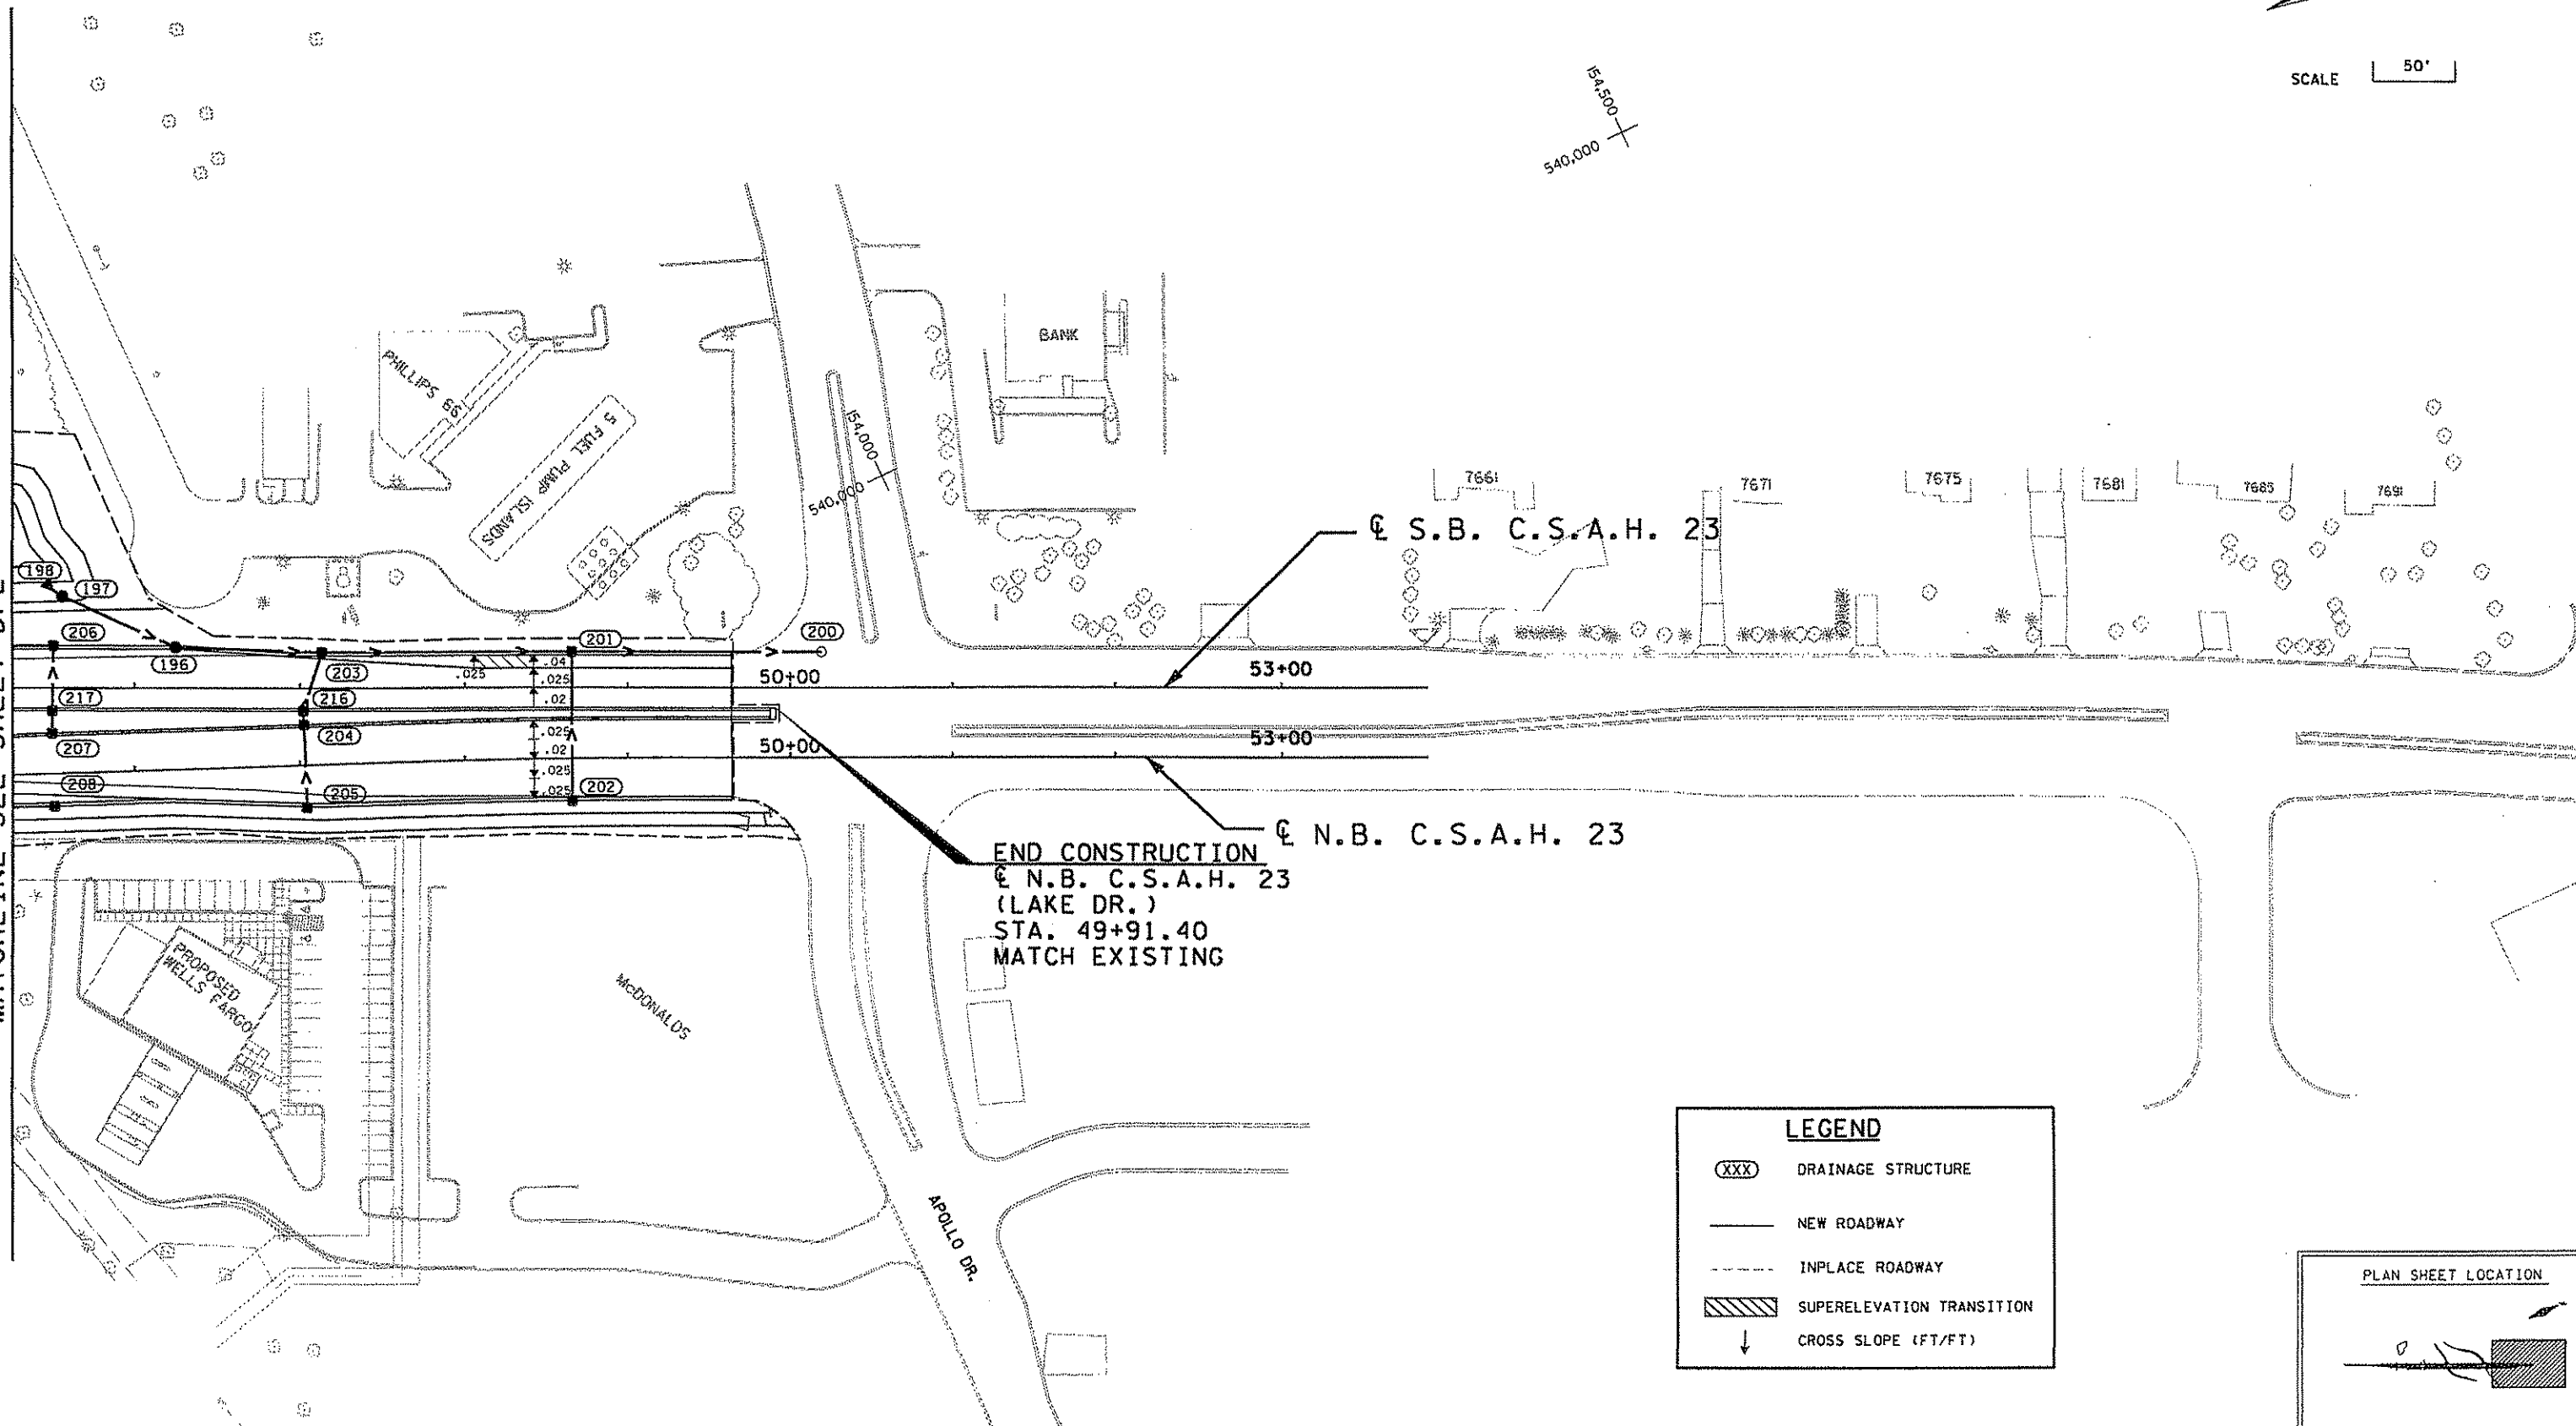 SCALE 50'
154,500
540,000
BANK
PHILLIPS 66
5 FUEL PUMP ISLANDS
154,000
540,000
7661
7671
7675
7681
7685
7691
℄ S.B. C.S.A.H. 23
198
197
206
196
203
201
200
.04
.025
.025
50+00
53+00
217
216
.02
207
204
.025
.02
50+00
53+00
208
205
.025
.025
202
℄ N.B. C.S.A.H. 23
END CONSTRUCTION
℄ N.B. C.S.A.H. 23
(LAKE DR.)
STA. 49+91.40
MATCH EXISTING
PROPOSED
WELLS FARGO
McDONALDS
APOLLO DR.
LEGEND
XXX DRAINAGE STRUCTURE
NEW ROADWAY
INPLACE ROADWAY
SUPERELEVATION TRANSITION
CROSS SLOPE (FT/FT)
PLAN SHEET LOCATION